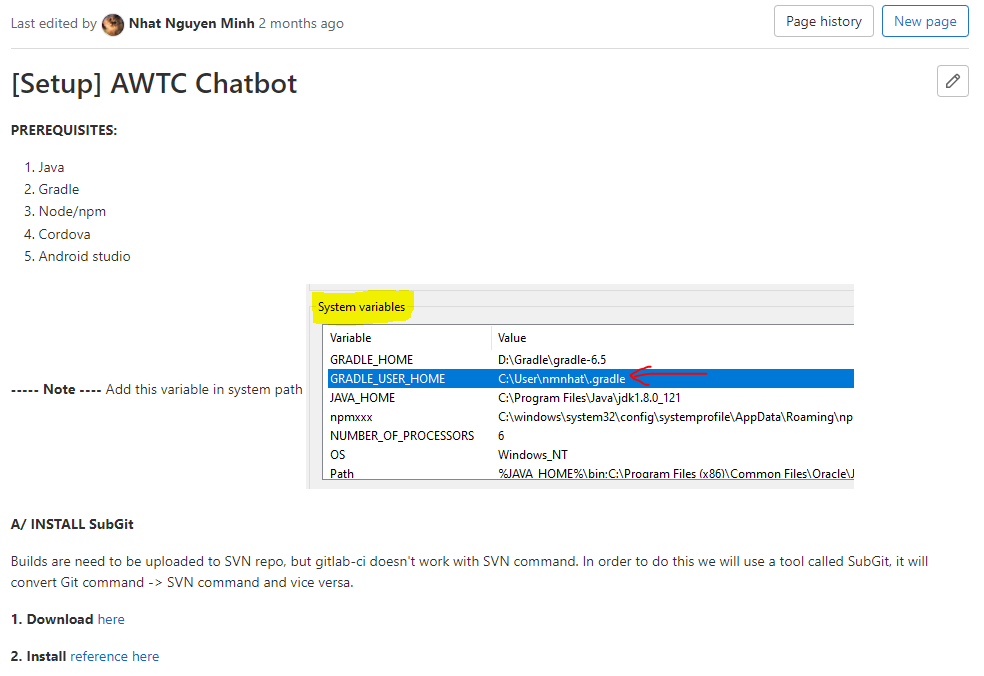 Last edited by Nhat Nguyen Minh 2 months ago
Page history
New page
[Setup] AWTC Chatbot
PREREQUISITES:
1. Java
2. Gradle
3. Node/npm
4. Cordova
5. Android studio
----- Note ---- Add this variable in system path
System variables
Variable Value
GRADLE_HOME D:\Gradle\gradle-6.5
GRADLE_USER_HOME C:\User\nmnhat\.gradle
JAVA_HOME C:\Program Files\Java\jdk1.8.0_121
npmxxx C:\windows\system32\config\systemprofile\AppData\Roaming\np
NUMBER_OF_PROCESSORS 6
OS Windows_NT
Path %JAVA_HOME%\bin;C:\Program Files (x86)\Common Files\Oracle\J
A/ INSTALL SubGit
Builds are need to be uploaded to SVN repo, but gitlab-ci doesn't work with SVN command. In order to do this we will use a tool called SubGit, it will
convert Git command -> SVN command and vice versa.
1. Download here
2. Install reference here